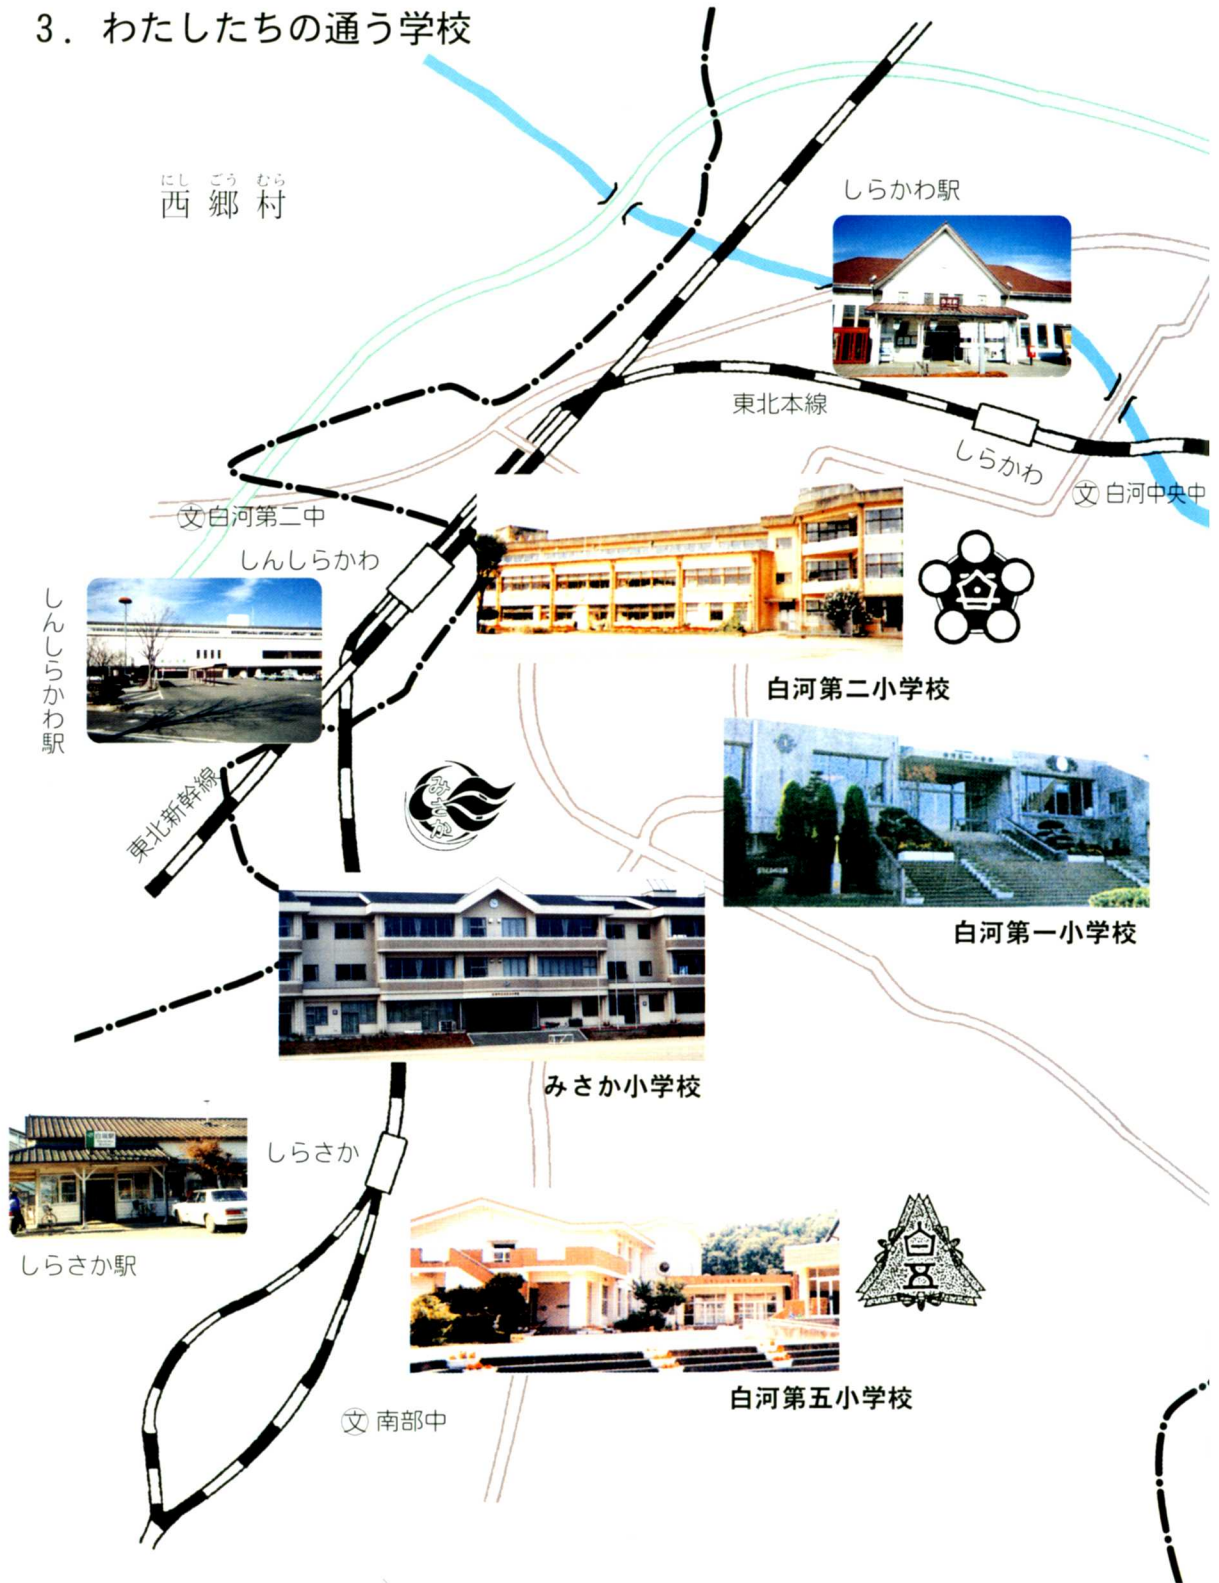 3. わたしたちの通う学校
にし ごう むら
西郷村
しらかわ駅
東北本線
しらかわ
文 白河中央中
文 白河第二中
しんしらかわ
しんしらかわ駅
白河第二小学校
東北新幹線
みさか
白河第一小学校
みさか小学校
しらさか
しらさか駅
白五
白河第五小学校
文 南部中